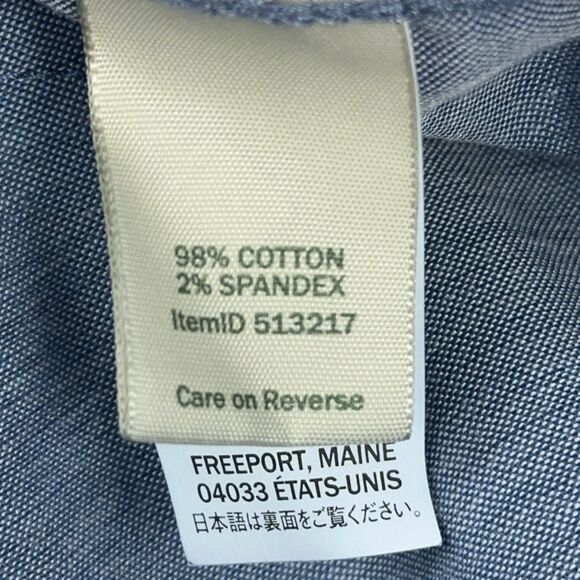 98% COTTON
2% SPANDEX
ItemID 513217
Care on Reverse
FREEPORT, MAINE
04033 ÉTATS-UNIS
日本語は裏面をご覧ください。